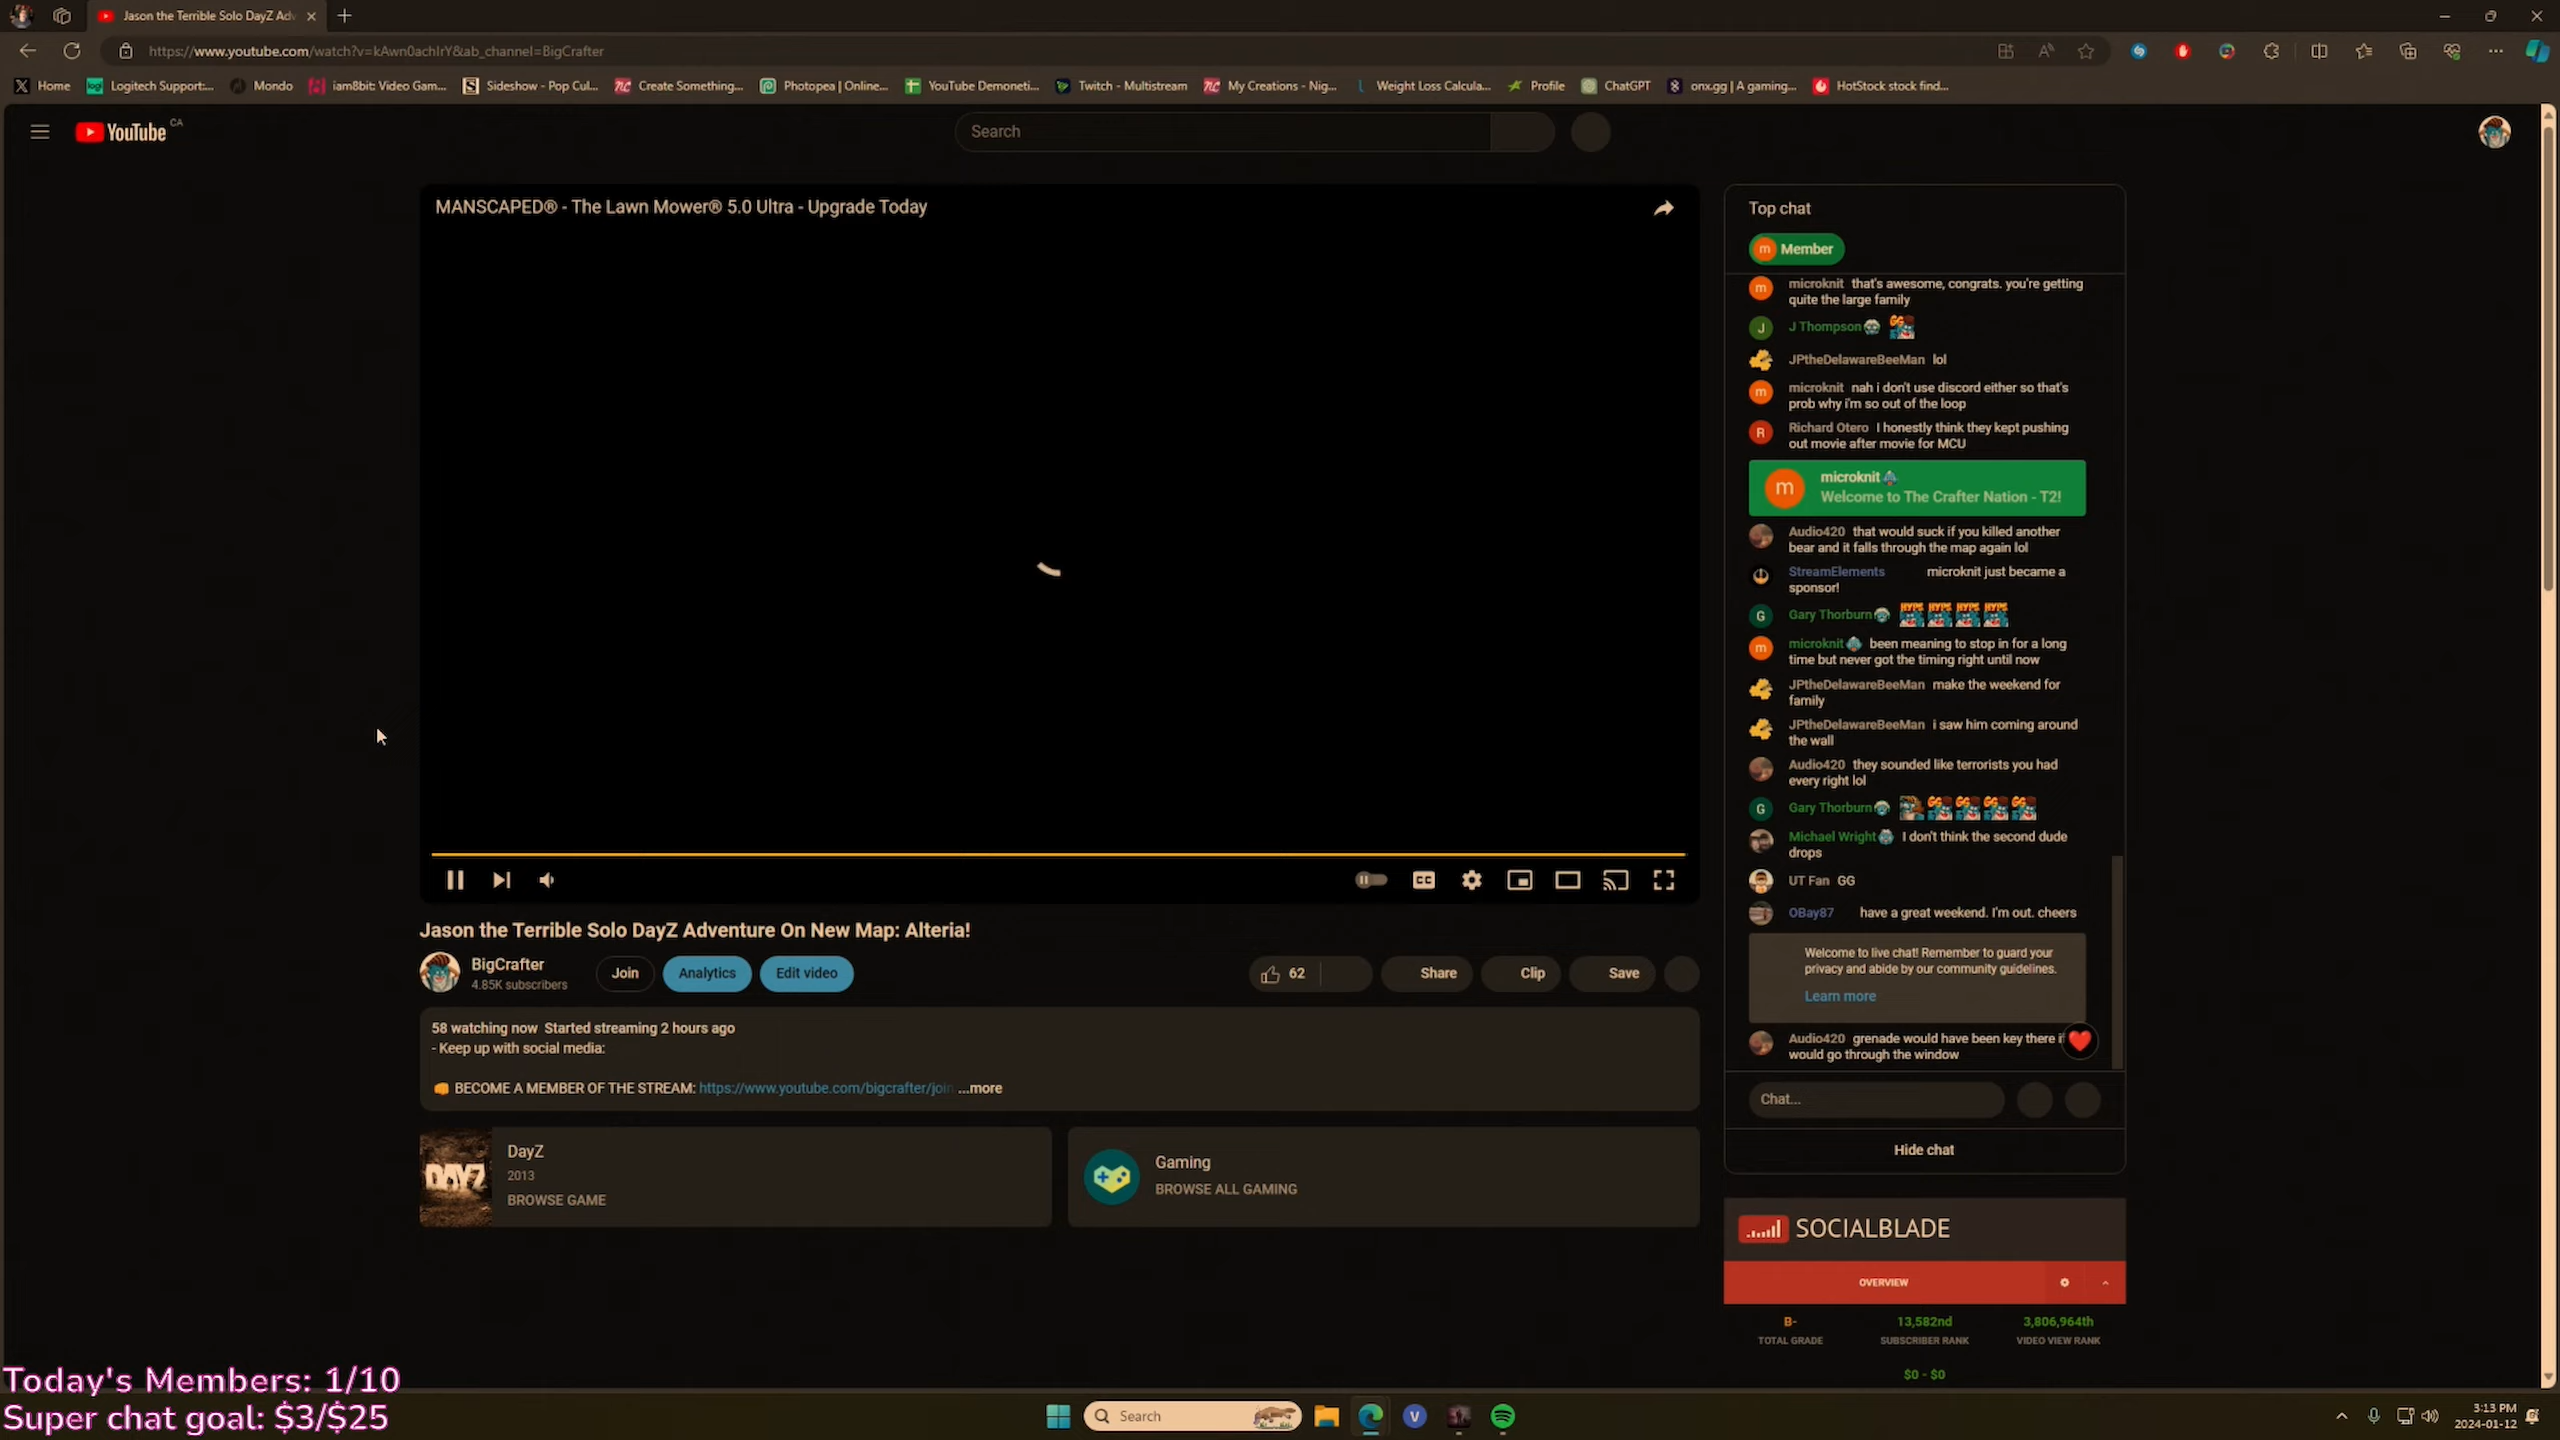 Jason the Terrible Solo DayZ Adv
https://www.youtube.com/watch?v=kAwn0achIrY&ab_channel=BigCrafter
Home
Logitech Support:...
Mondo
iam8bit: Video Gam...
Sideshow - Pop Cul...
Create Something...
Photopea | Online...
YouTube Demoneti...
Twitch - Multistream
My Creations - Nig...
Weight Loss Calcula...
Profile
ChatGPT
onx.gg | A gaming...
HotStock stock find...
YouTube CA
Search
MANSCAPED® - The Lawn Mower® 5.0 Ultra - Upgrade Today
Jason the Terrible Solo DayZ Adventure On New Map: Alteria!
BigCrafter
4.85K subscribers
Join
Analytics
Edit video
62
Share
Clip
Save
58 watching now Started streaming 2 hours ago
- Keep up with social media:
BECOME A MEMBER OF THE STREAM: https://www.youtube.com/bigcrafter/join ...more
DAYZ
DayZ
2013
BROWSE GAME
Gaming
BROWSE ALL GAMING
Top chat
m Member
m microknit that's awesome, congrats. you're getting
quite the large family
J J Thompson
JPtheDelawareBeeMan lol
m microknit nah i don't use discord either so that's
prob why i'm so out of the loop
R Richard Otero I honestly think they kept pushing
out movie after movie for MCU
m microknit
Welcome to The Crafter Nation - T2!
Audio420 that would suck if you killed another
bear and it falls through the map again lol
StreamElements microknit just became a
sponsor!
G Gary Thorburn HYPE HYPE HYPE HYPE
m microknit been meaning to stop in for a long
time but never got the timing right until now
JPtheDelawareBeeMan make the weekend for
family
JPtheDelawareBeeMan i saw him coming around
the wall
Audio420 they sounded like terrorists you had
every right lol
G Gary Thorburn GG GG GG GG
Michael Wright I don't think the second dude
drops
UT Fan GG
OBay87 have a great weekend. I'm out. cheers
Welcome to live chat! Remember to guard your
privacy and abide by our community guidelines.
Learn more
Audio420 grenade would have been key there
would go through the window
Chat...
Hide chat
SOCIALBLADE
OVERVIEW
B-
TOTAL GRADE
13,582nd
SUBSCRIBER RANK
3,806,964th
VIDEO VIEW RANK
$0 - $0
Today's Members: 1/10
Super chat goal: $3/$25
Search
3:13 PM
2024-01-12